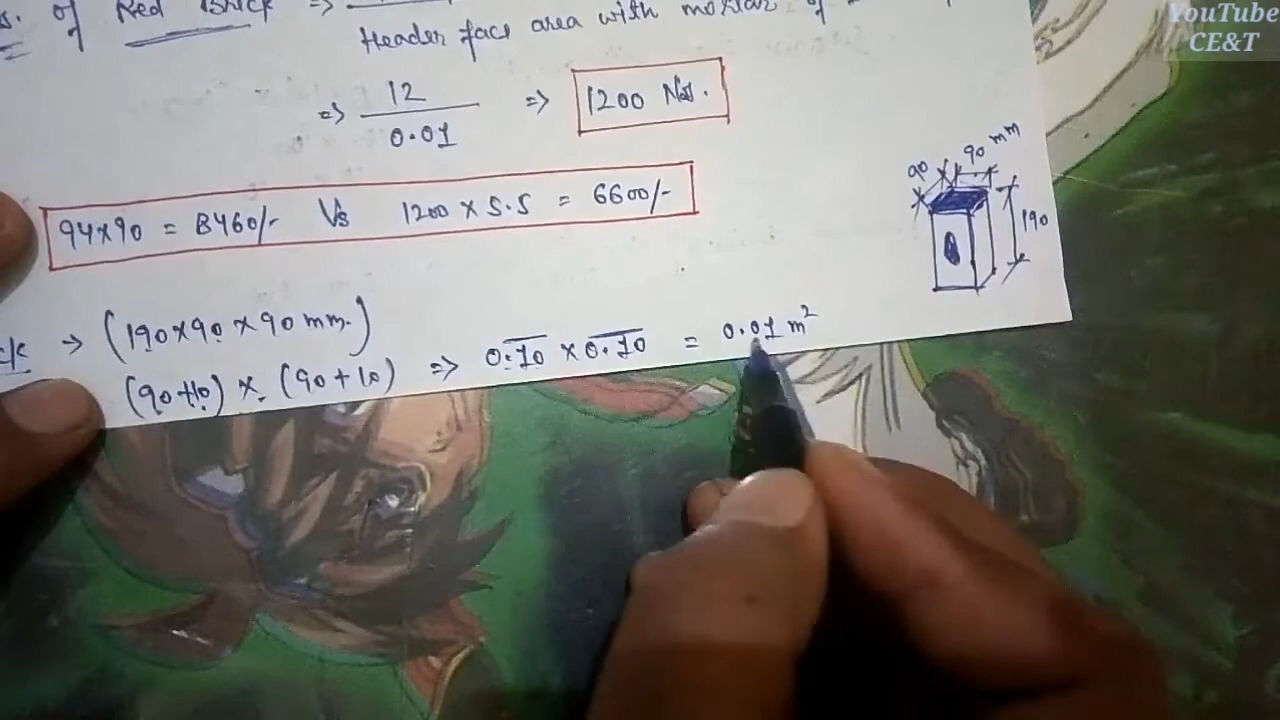 YouTube
CE&T
of Red Brick =>
Header face area with mortar of
=> 12 / 0.01 => 1200 Nos.
94x90 = 8460/- Vs 1200 x 5.5 = 6600/-
90 90 mm
190
→ (190x90x90 mm.)
(90+10) x (90+10) => 0.10 x 0.10 = 0.01 m²